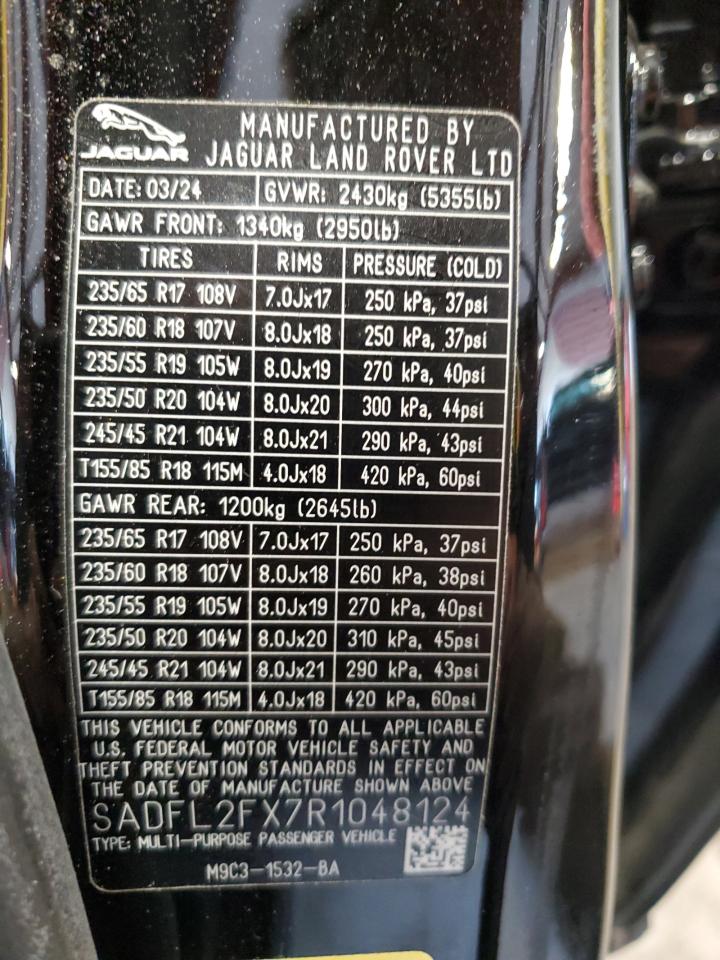 JAGUAR
MANUFACTURED BY
JAGUAR LAND ROVER LTD
DATE: 03/24 GVWR: 2430kg (5355lb)
GAWR FRONT: 1340kg (2950lb)
TIRES RIMS PRESSURE (COLD)
235/65 R17 108V 7.0Jx17 250 kPa, 37psi
235/60 R18 107V 8.0Jx18 250 kPa, 37psi
235/55 R19 105W 8.0Jx19 270 kPa, 40psi
235/50 R20 104W 8.0Jx20 300 kPa, 44psi
245/45 R21 104W 8.0Jx21 290 kPa, 43psi
T155/85 R18 115M 4.0Jx18 420 kPa, 60psi
GAWR REAR: 1200kg (2645lb)
235/65 R17 108V 7.0Jx17 250 kPa, 37psi
235/60 R18 107V 8.0Jx18 260 kPa, 38psi
235/55 R19 105W 8.0Jx19 270 kPa, 40psi
235/50 R20 104W 8.0Jx20 310 kPa, 45psi
245/45 R21 104W 8.0Jx21 290 kPa, 43psi
T155/85 R18 115M 4.0Jx18 420 kPa, 60psi
THIS VEHICLE CONFORMS TO ALL APPLICABLE
U.S. FEDERAL MOTOR VEHICLE SAFETY AND
THEFT PREVENTION STANDARDS IN EFFECT ON
THE DATE OF MANUFACTURE SHOWN ABOVE
SADFL2FX7R1048124
TYPE: MULTI-PURPOSE PASSENGER VEHICLE
M9C3-1532-BA